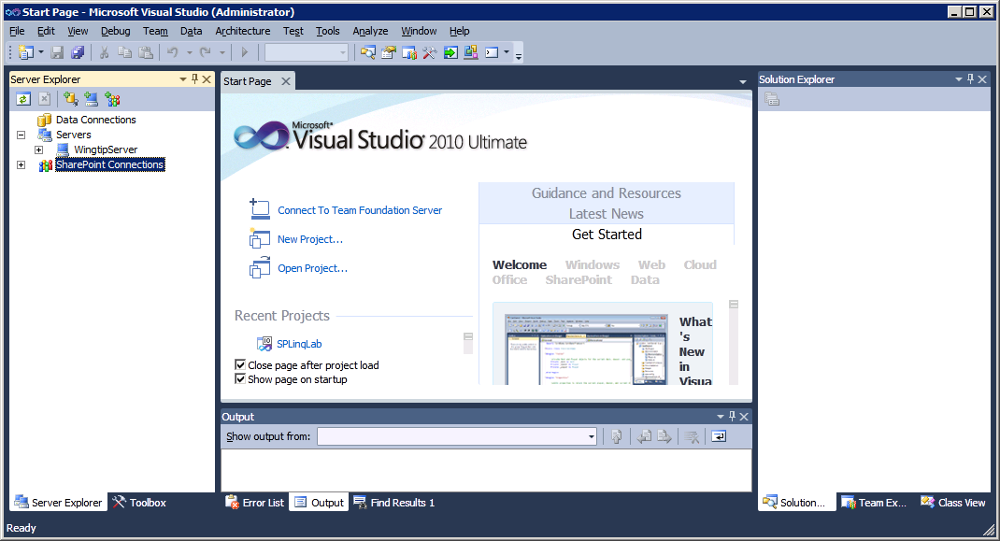 Start Page - Microsoft Visual Studio (Administrator)
File Edit View Debug Team Data Architecture Test Tools Analyze Window Help
Server Explorer
Data Connections
Servers
WingtipServer
SharePoint Connections
Start Page
Microsoft®
Visual Studio® 2010 Ultimate
Connect To Team Foundation Server
New Project...
Open Project...
Recent Projects
SPLinqLab
Close page after project load
Show page on startup
Guidance and Resources
Latest News
Get Started
Welcome Windows Web Cloud
Office SharePoint Data
What
's
New
in
Visua
Output
Show output from:
Solution Explorer
Server Explorer Toolbox
Error List Output Find Results 1
Solution... Team Ex... Class View
Ready